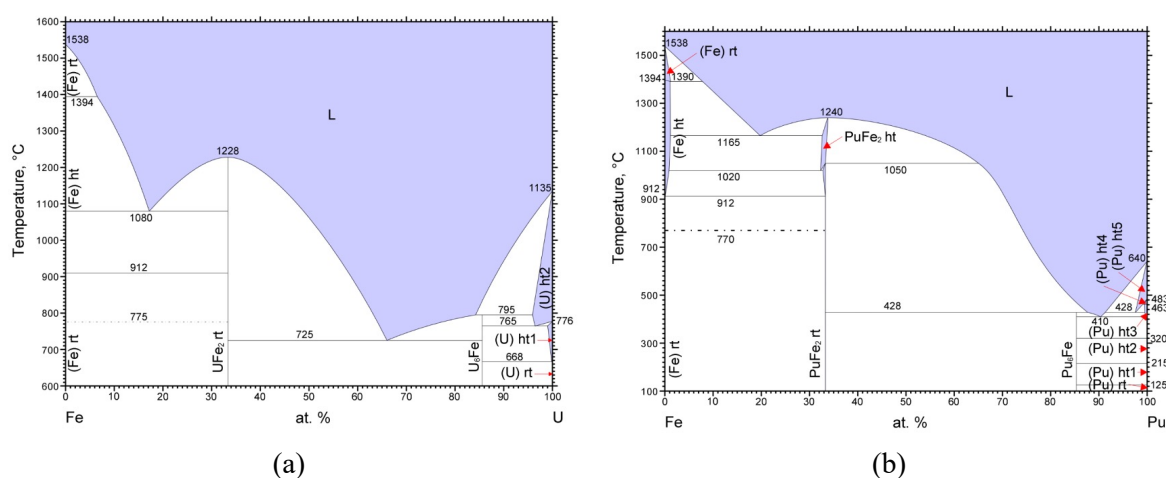 1600
1538
1500
(Fe) rt
1400
1394
1300
L
1228
1200
1135
1100
1080
Temperature, °C
(Fe) ht
1000
912
900
(U) ht2
800
795
775
765
776
725
700
(U) ht1
668
(Fe) rt
UFe₂ rt
U₆Fe
(U) rt
600
0 10 20 30 40 50 60 70 80 90 100
Fe at. % U
(a)
1538
1500
(Fe) rt
1394
1390
1300
L
1240
1165
PuFe₂ ht
1100
(Fe) ht
1050
1020
Temperature, °C
912
912
900
770
700
(Pu) ht4
(Pu) ht5
640
500
483
463
428
428
410
(Pu) ht3
300
320
(Pu) ht2
215
(Fe) rt
PuFe₂ rt
Pu₆Fe
(Pu) ht1
(Pu) rt
125
100
0 10 20 30 40 50 60 70 80 90 100
Fe at. % Pu
(b)